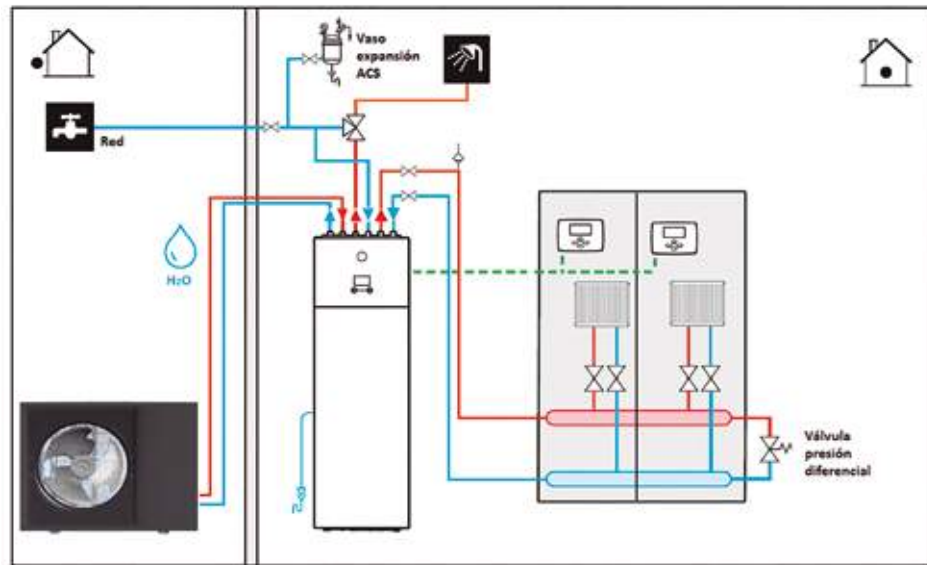 Vaso
expansión
ACS
Red
H₂O
Válvula
presión
diferencial